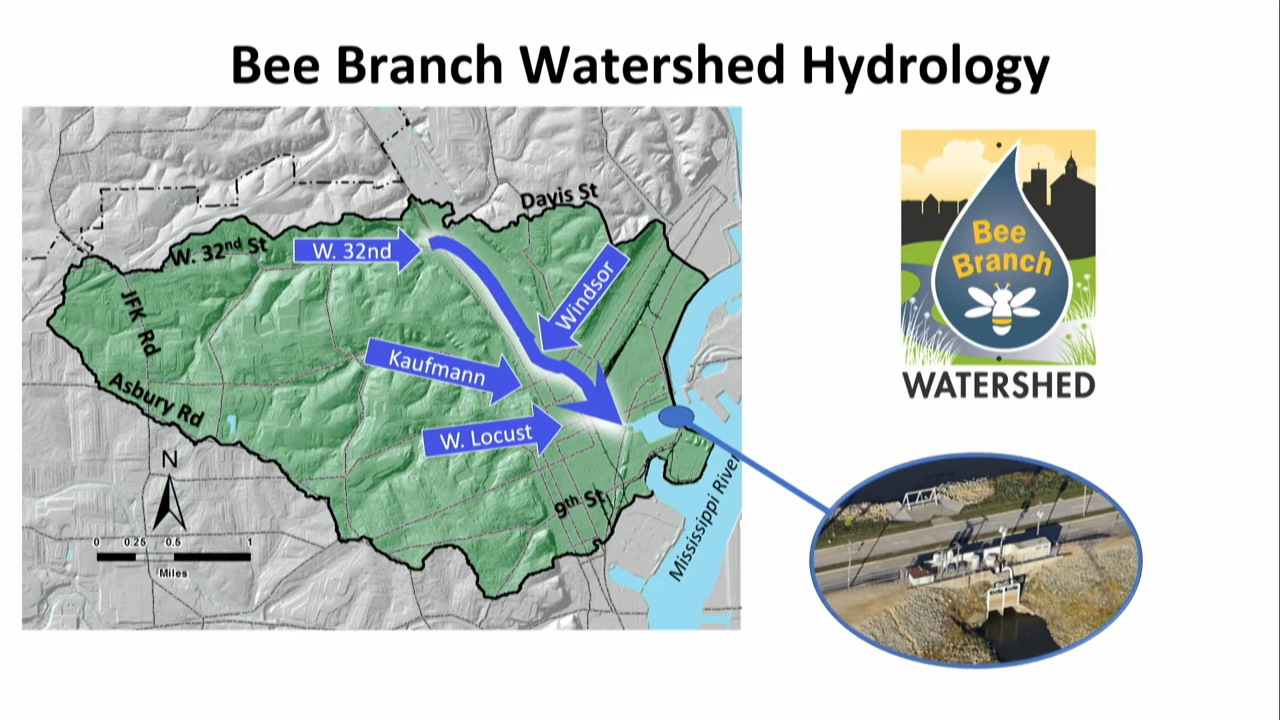 Bee Branch Watershed Hydrology
Davis St
W. 32nd St
W. 32nd
Windsor
JFK Rd
Kaufmann
Asbury Rd
W. Locust
N
9th St
Mississippi River
0 0.25 0.5 1
Miles
Bee
Branch
WATERSHED